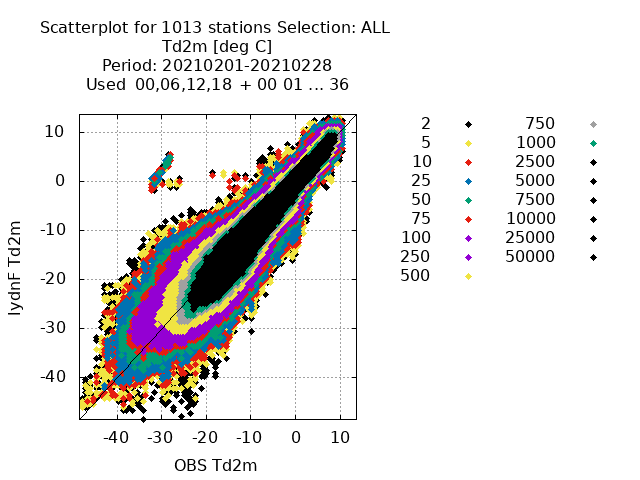 Scatterplot for 1013 stations Selection: ALL
Td2m [deg C]
Period: 20210201-20210228
Used 00,06,12,18 + 00 01 ... 36
10
0
-10
-20
-30
-40
IydnF Td2m
-40 -30 -20 -10 0 10
OBS Td2m
2 750
5 1000
10 2500
25 5000
50 7500
75 10000
100 25000
250 50000
500